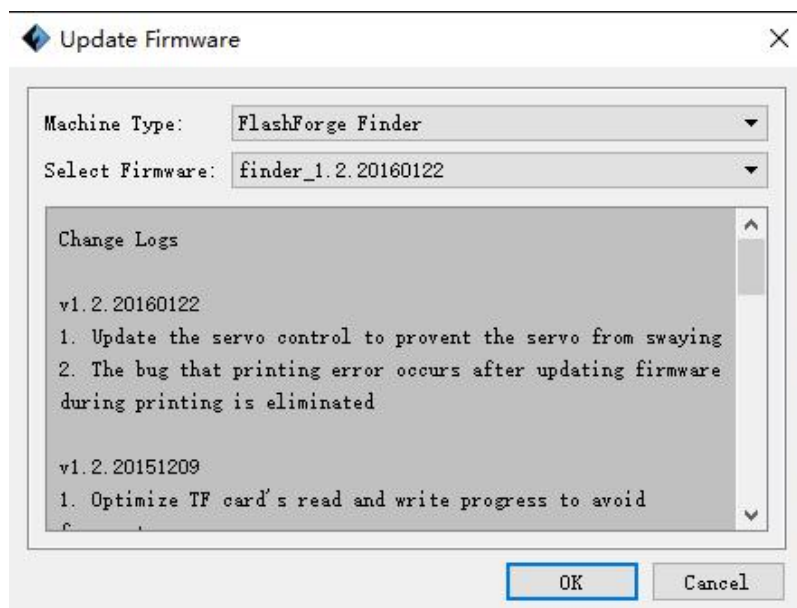 Update Firmware
Machine Type: FlashForge Finder
Select Firmware: finder_1.2.20160122
Change Logs
v1.2.20160122
1. Update the servo control to provent the servo from swaying
2. The bug that printing error occurs after updating firmware
during printing is eliminated
v1.2.20151209
1. Optimize TF card's read and write progress to avoid
OK Cancel